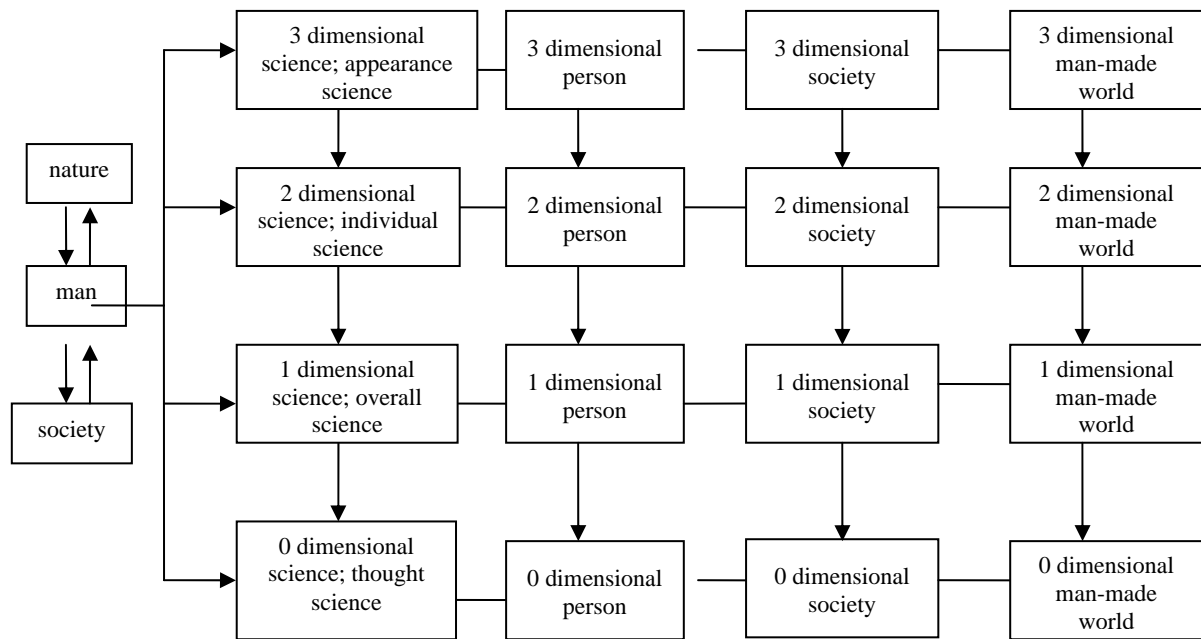 3 dimensional
science; appearance
science
3 dimensional
person
3 dimensional
society
3 dimensional
man-made
world
nature
2 dimensional
science; individual
science
2 dimensional
person
2 dimensional
society
2 dimensional
man-made
world
man
1 dimensional
science; overall
science
1 dimensional
person
1 dimensional
society
1 dimensional
man-made
world
society
0 dimensional
science; thought
science
0 dimensional
person
0 dimensional
society
0 dimensional
man-made
world